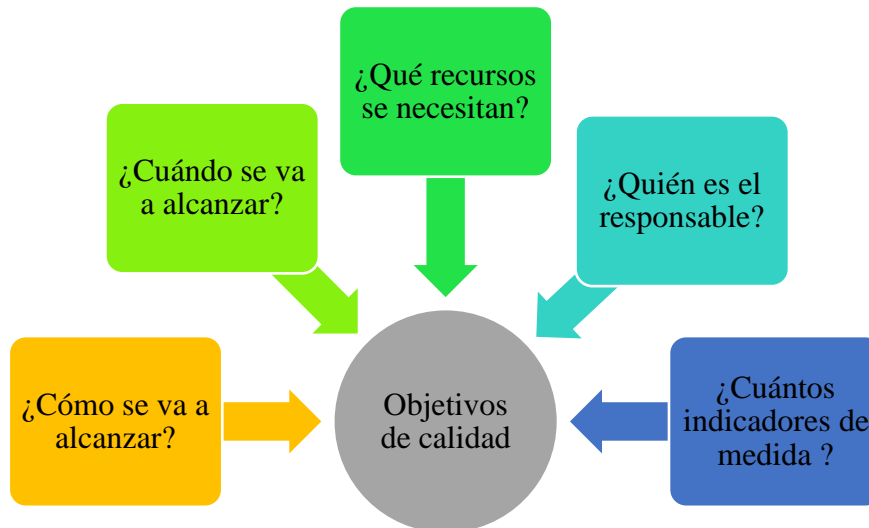 ¿Qué recursos
se necesitan?
¿Cuándo se va
a alcanzar?
¿Quién es el
responsable?
¿Cómo se va a
alcanzar?
Objetivos
de calidad
¿Cuántos
indicadores de
medida ?